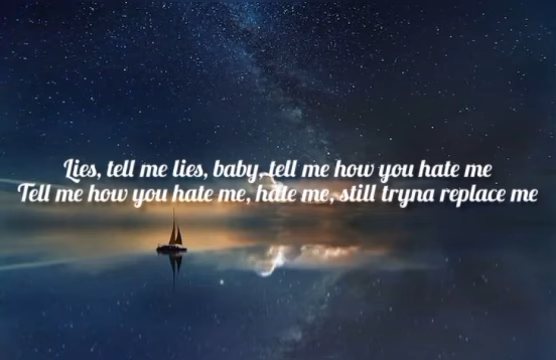 Lies, tell me lies, baby, tell me how you hate me
Tell me how you hate me, hate me, still tryna replace me